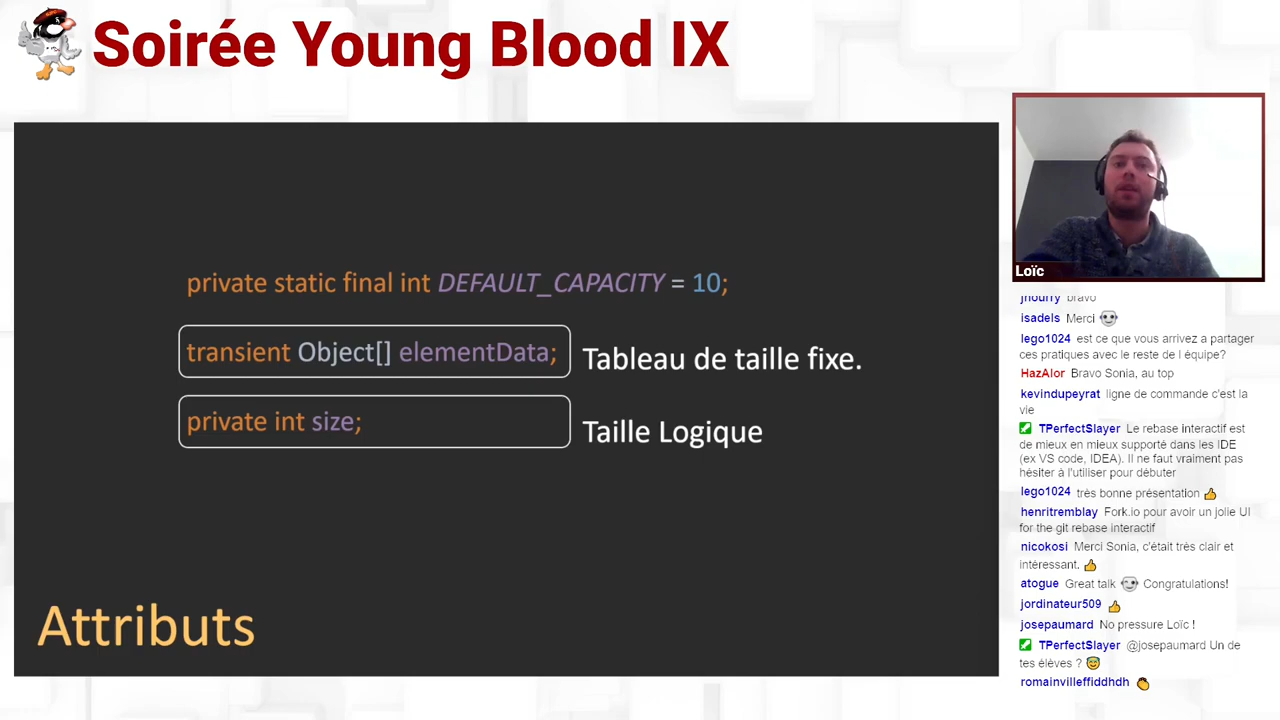 Soirée Young Blood IX
private static final int DEFAULT_CAPACITY = 10;
transient Object[] elementData;
Tableau de taille fixe.
private int size;
Taille Logique
Attributs
Loïc
jhourry bravo
isadels Merci
lego1024 est ce que vous arrivez a partager
ces pratiques avec le reste de l équipe?
HazAlor Bravo Sonia, au top
kevindupeyrat ligne de commande c'est la
vie
TPerfectSlayer Le rebase interactif est
de mieux en mieux supporté dans les IDE
(ex VS code, IDEA). Il ne faut vraiment pas
hésiter à l'utiliser pour débuter
lego1024 très bonne présentation
henritremblay Fork.io pour avoir un jolie UI
for the git rebase interactif
nicokosi Merci Sonia, c'était très clair et
intéressant.
atogue Great talk Congratulations!
jordinateur509
josepaumard No pressure Loïc !
TPerfectSlayer @josepaumard Un de
tes élèves ?
romainvilleffiddhdh